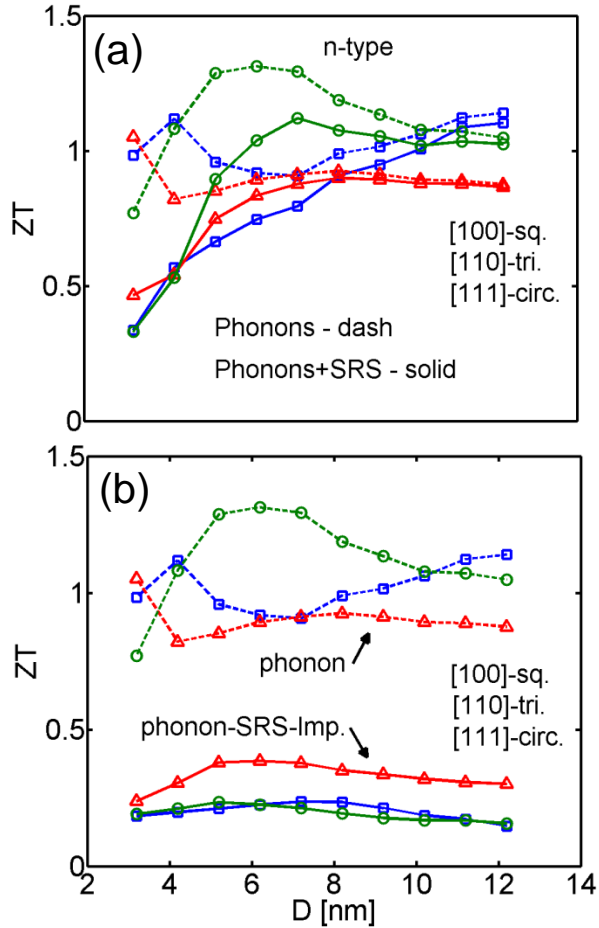 1.5
(a)
n-type
1
ZT
[100]-sq.
[110]-tri.
[111]-circ.
0.5
Phonons - dash
Phonons+SRS - solid
0
1.5
(b)
1
ZT
phonon
[100]-sq.
[110]-tri.
[111]-circ.
phonon-SRS-Imp.
0.5
0
2 4 6 8 10 12 14
D [nm]